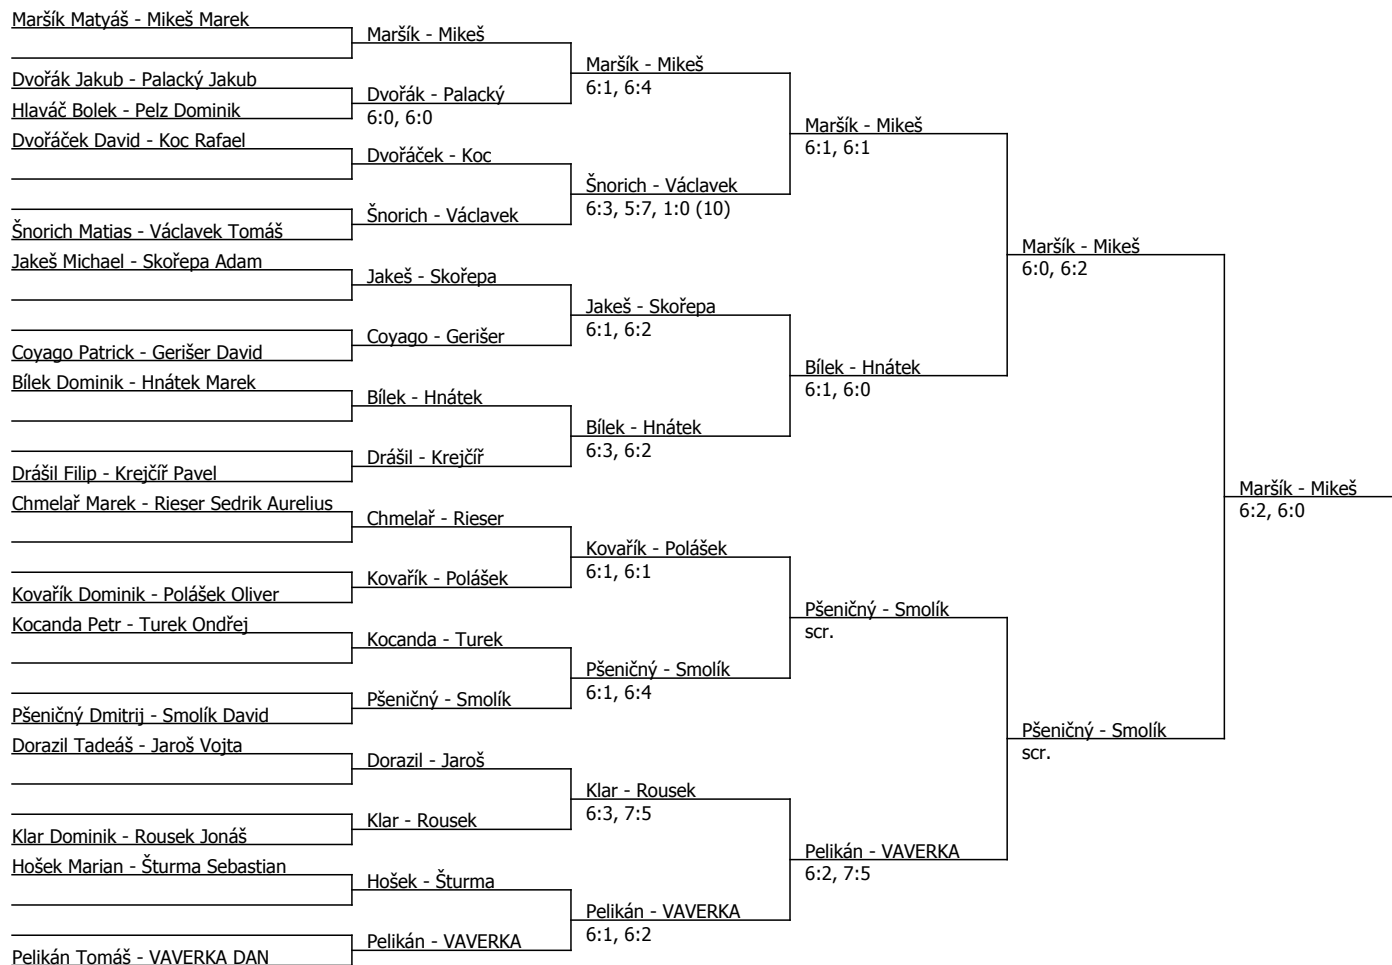 Maršík Matyáš - Mikeš Marek
Dvořák Jakub - Palacký Jakub
Hlaváč Bolek - Pelz Dominik
Dvořáček David - Koc Rafael
Šnorich Matias - Václavek Tomáš
Jakeš Michael - Skořepa Adam
Coyago Patrick - Gerišer David
Bílek Dominik - Hnátek Marek
Drášil Filip - Krejčíř Pavel
Chmelař Marek - Rieser Sedrik Aurelius
Kovařík Dominik - Polášek Oliver
Kocanda Petr - Turek Ondřej
Pšeničný Dmitrij - Smolík David
Dorazil Tadeáš - Jaroš Vojta
Klar Dominik - Rousek Jonáš
Hošek Marian - Šturma Sebastian
Pelikán Tomáš - VAVERKA DAN
Maršík - Mikeš
Dvořák - Palacký
6:0, 6:0
Dvořáček - Koc
Šnorich - Václavek
Jakeš - Skořepa
Coyago - Gerišer
Bílek - Hnátek
Drášil - Krejčíř
Chmelař - Rieser
Kovařík - Polášek
Kocanda - Turek
Pšeničný - Smolík
Dorazil - Jaroš
Klar - Rousek
Hošek - Šturma
Pelikán - VAVERKA
Maršík - Mikeš
6:1, 6:4
Šnorich - Václavek
6:3, 5:7, 1:0 (10)
Jakeš - Skořepa
6:1, 6:2
Bílek - Hnátek
6:3, 6:2
Kovařík - Polášek
6:1, 6:1
Pšeničný - Smolík
6:1, 6:4
Klar - Rousek
6:3, 7:5
Pelikán - VAVERKA
6:1, 6:2
Maršík - Mikeš
6:1, 6:1
Bílek - Hnátek
6:1, 6:0
Pšeničný - Smolík
scr.
Pelikán - VAVERKA
6:2, 7:5
Maršík - Mikeš
6:0, 6:2
Pšeničný - Smolík
scr.
Maršík - Mikeš
6:2, 6:0